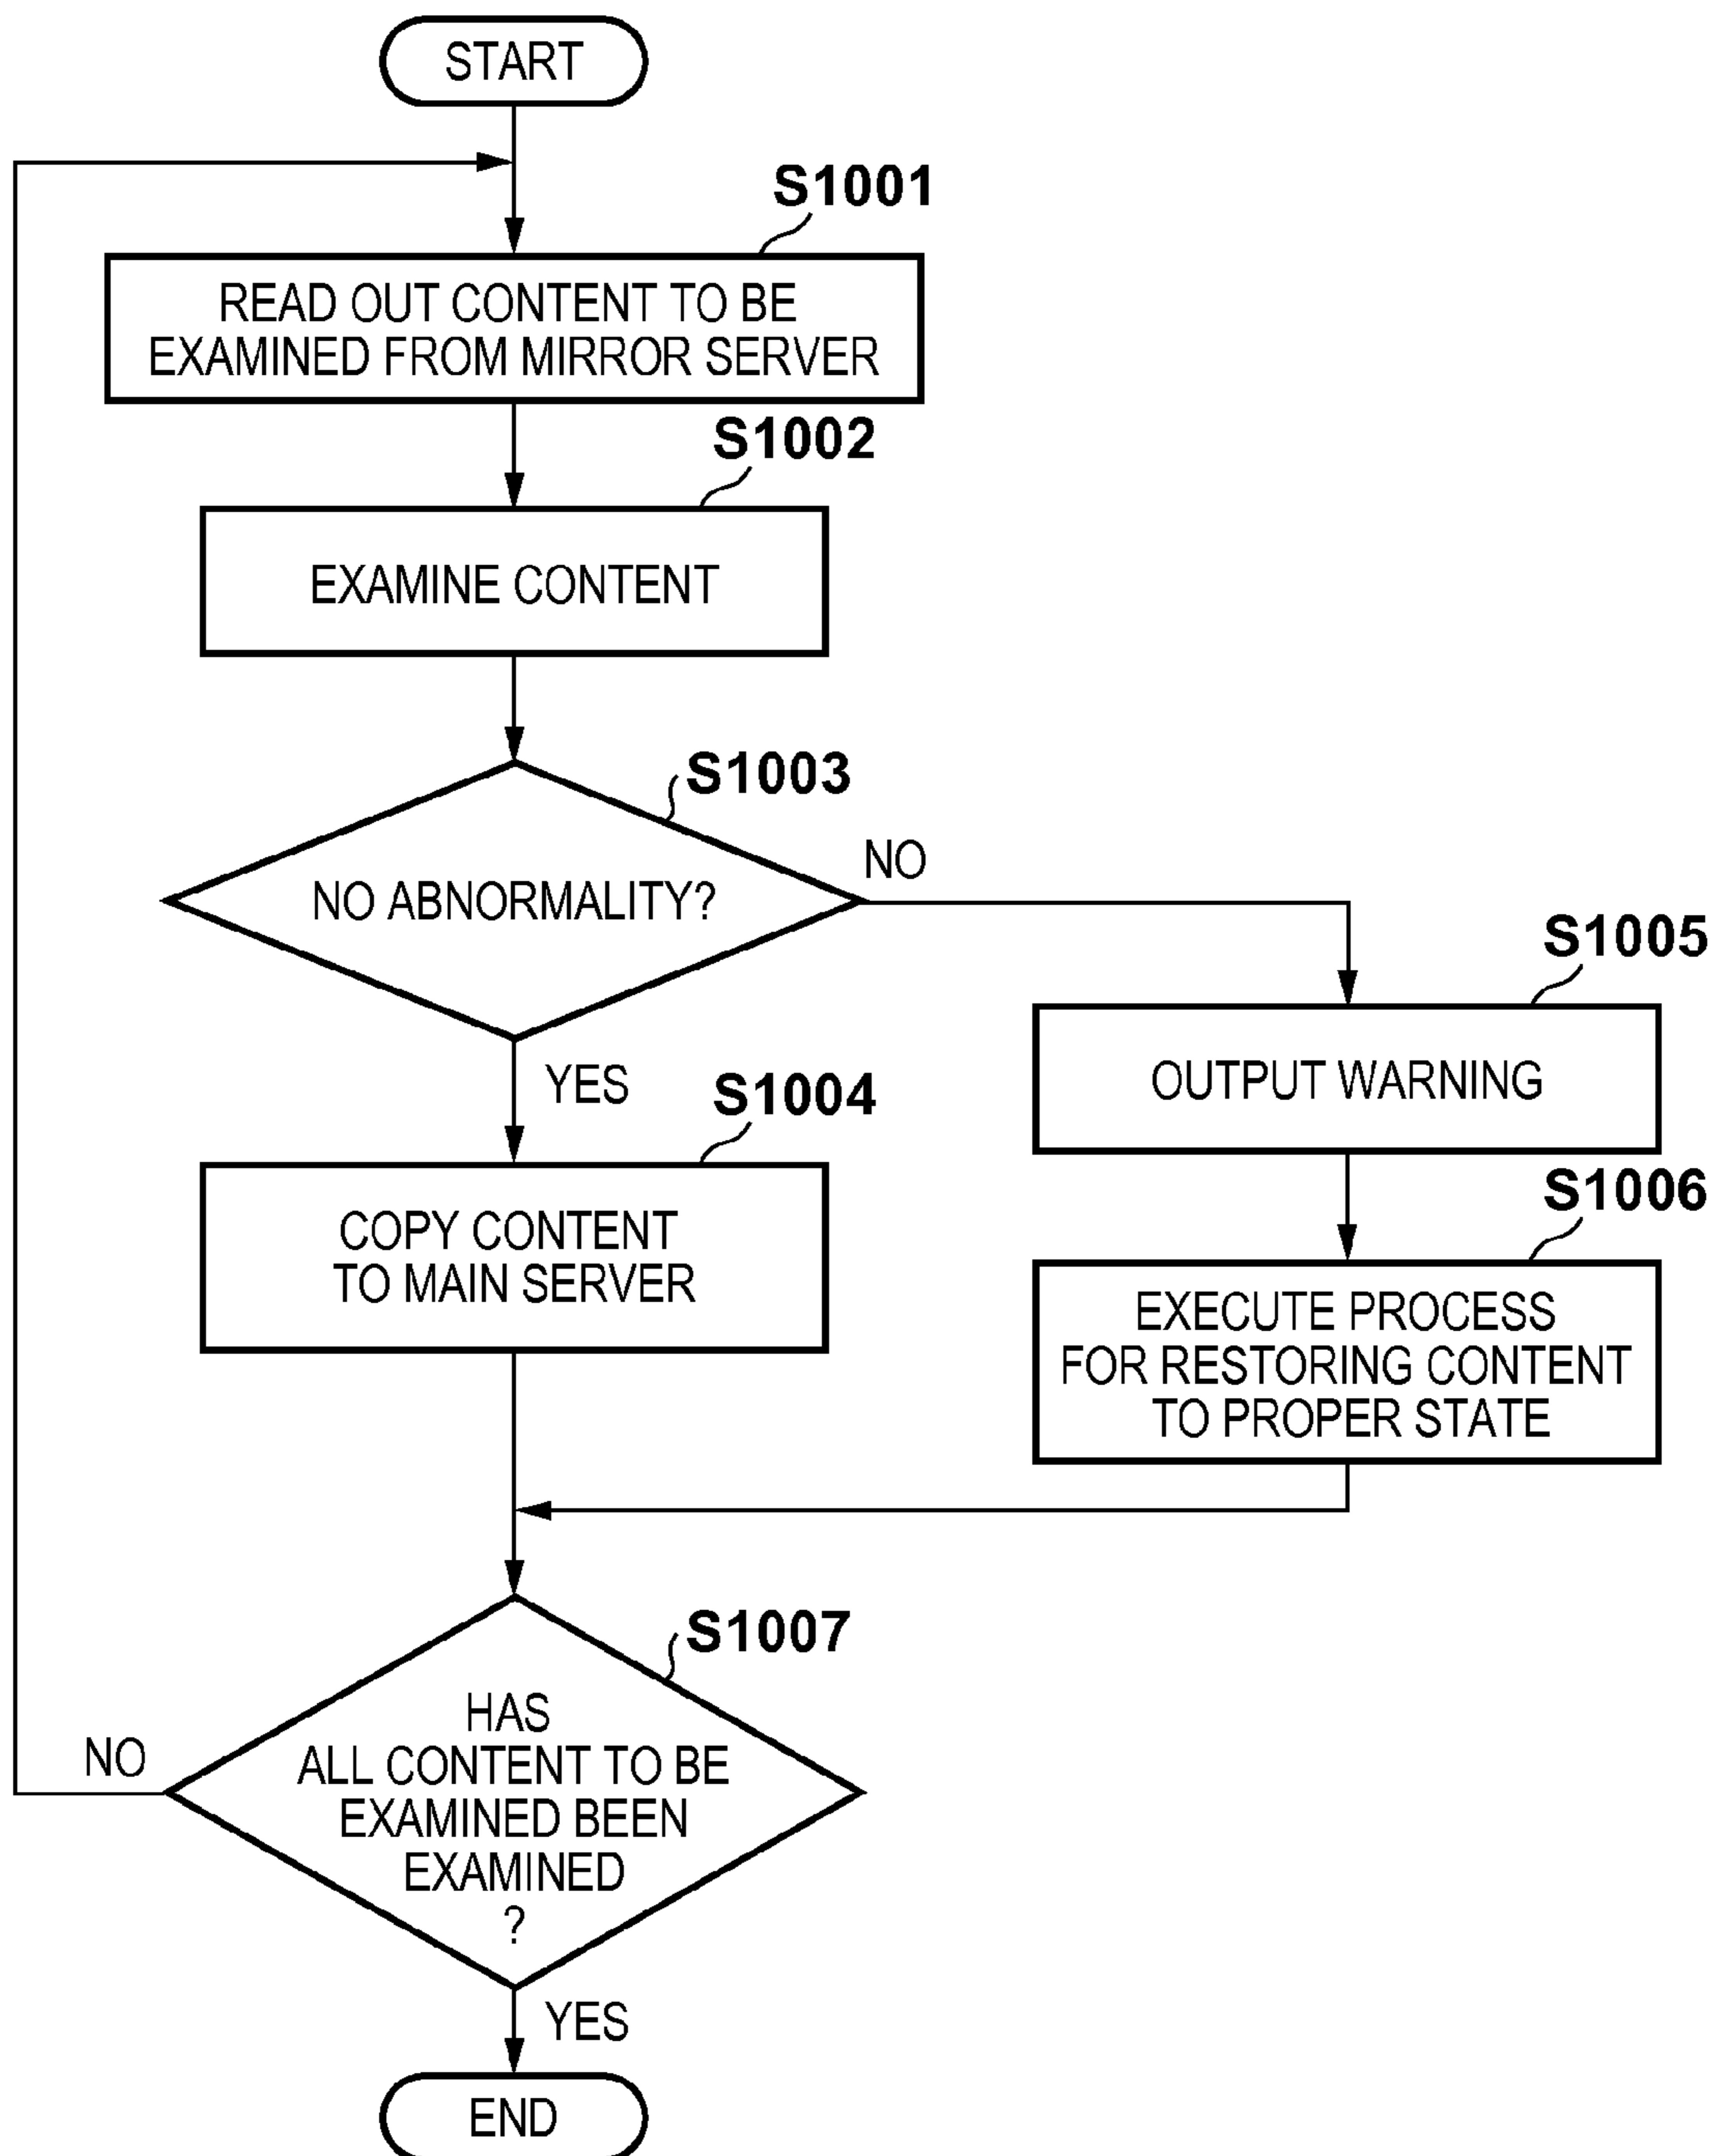 START
S1001
READ OUT CONTENT TO BE
EXAMINED FROM MIRROR SERVER
S1002
EXAMINE CONTENT
S1003
NO ABNORMALITY?
NO
YES
S1004
COPY CONTENT
TO MAIN SERVER
S1005
OUTPUT WARNING
S1006
EXECUTE PROCESS
FOR RESTORING CONTENT
TO PROPER STATE
S1007
HAS
ALL CONTENT TO BE
EXAMINED BEEN
EXAMINED
?
NO
YES
END